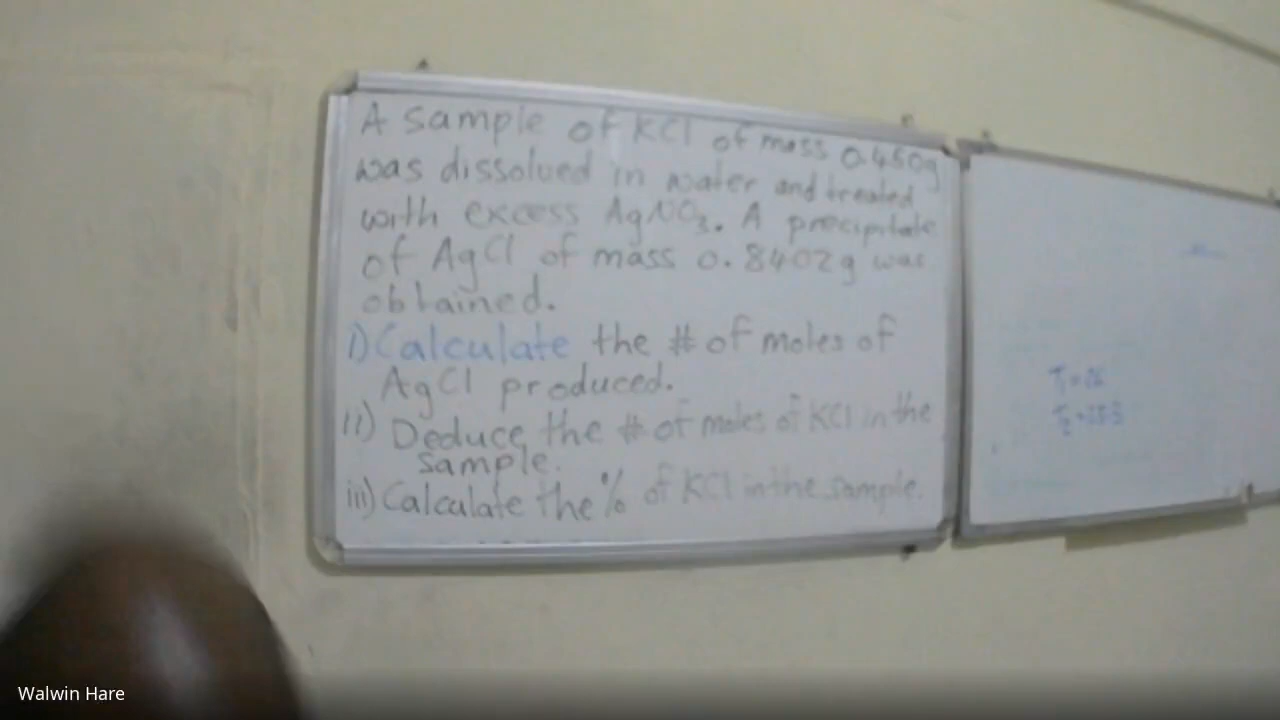 A sample of KCl of mass 0.450g
was dissolved in water and treated
with excess AgNO3. A precipitate
of AgCl of mass 0.8402g was
obtained.
i) Calculate the # of moles of
AgCl produced.
ii) Deduce the # of moles of KCl in the
sample.
iii) Calculate the % of KCl in the sample.
Walwin Hare